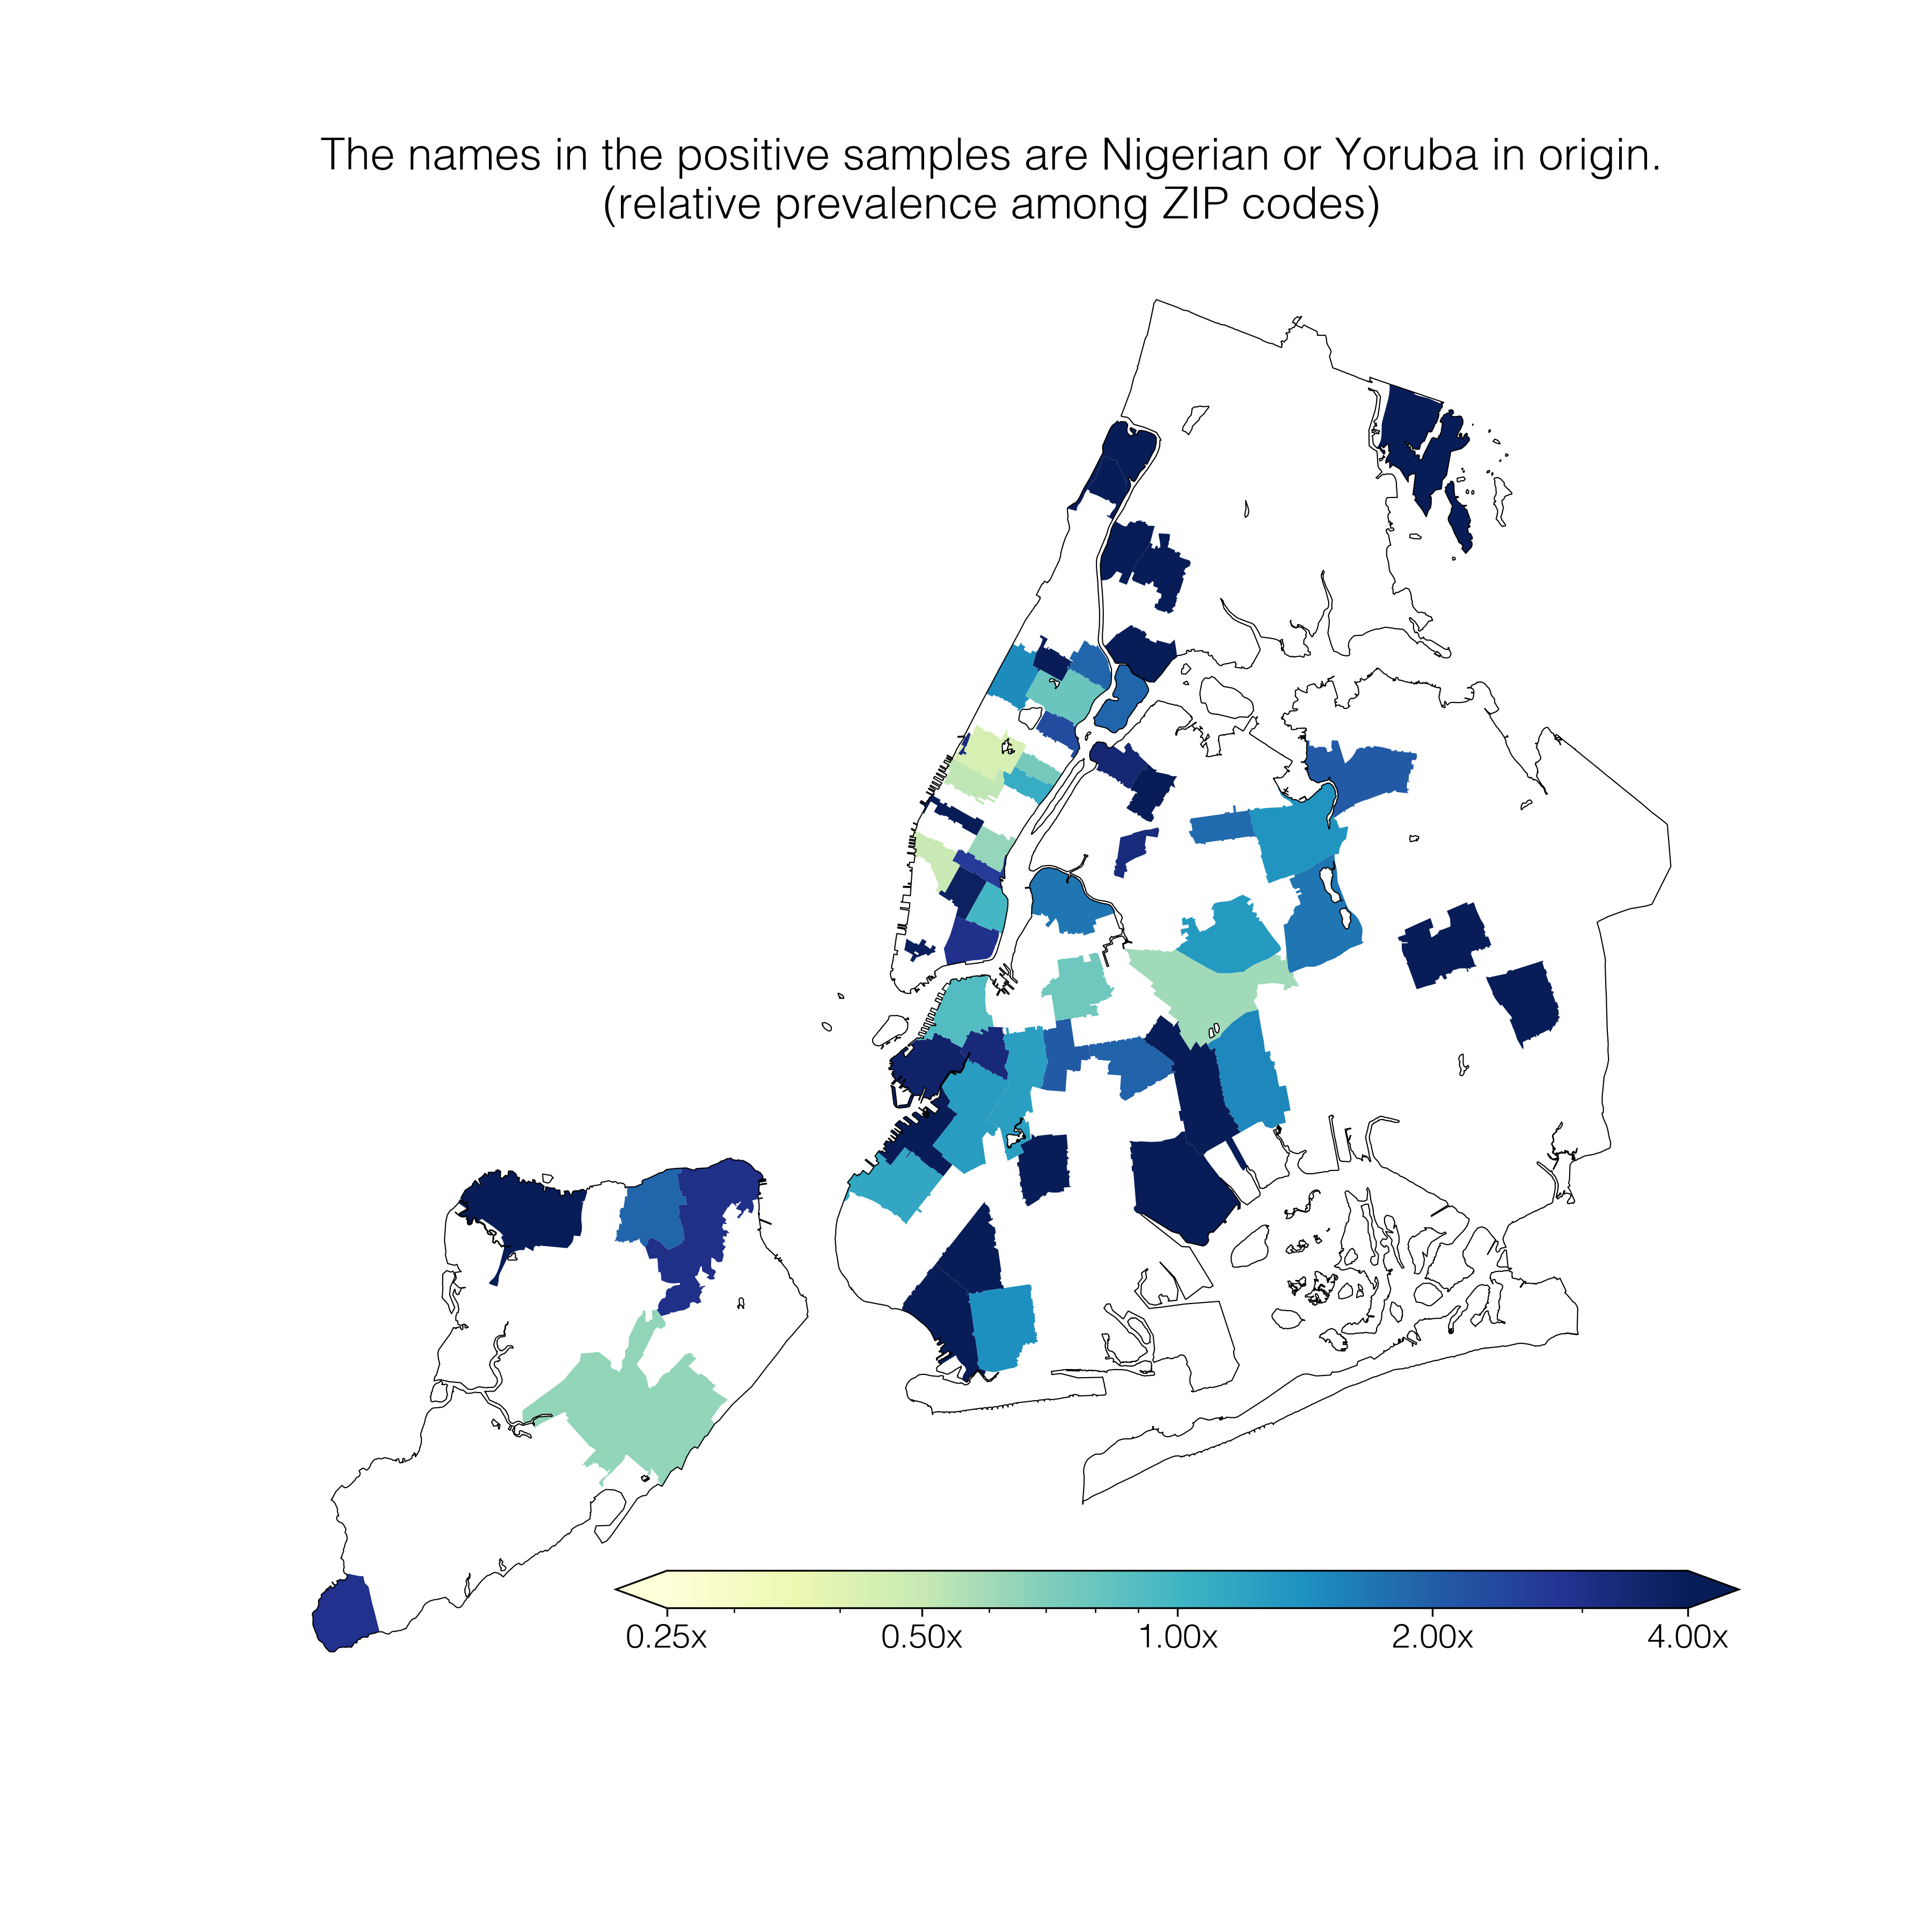 The names in the positive samples are Nigerian or Yoruba in origin.
(relative prevalence among ZIP codes)
0.25x 0.50x 1.00x 2.00x 4.00x